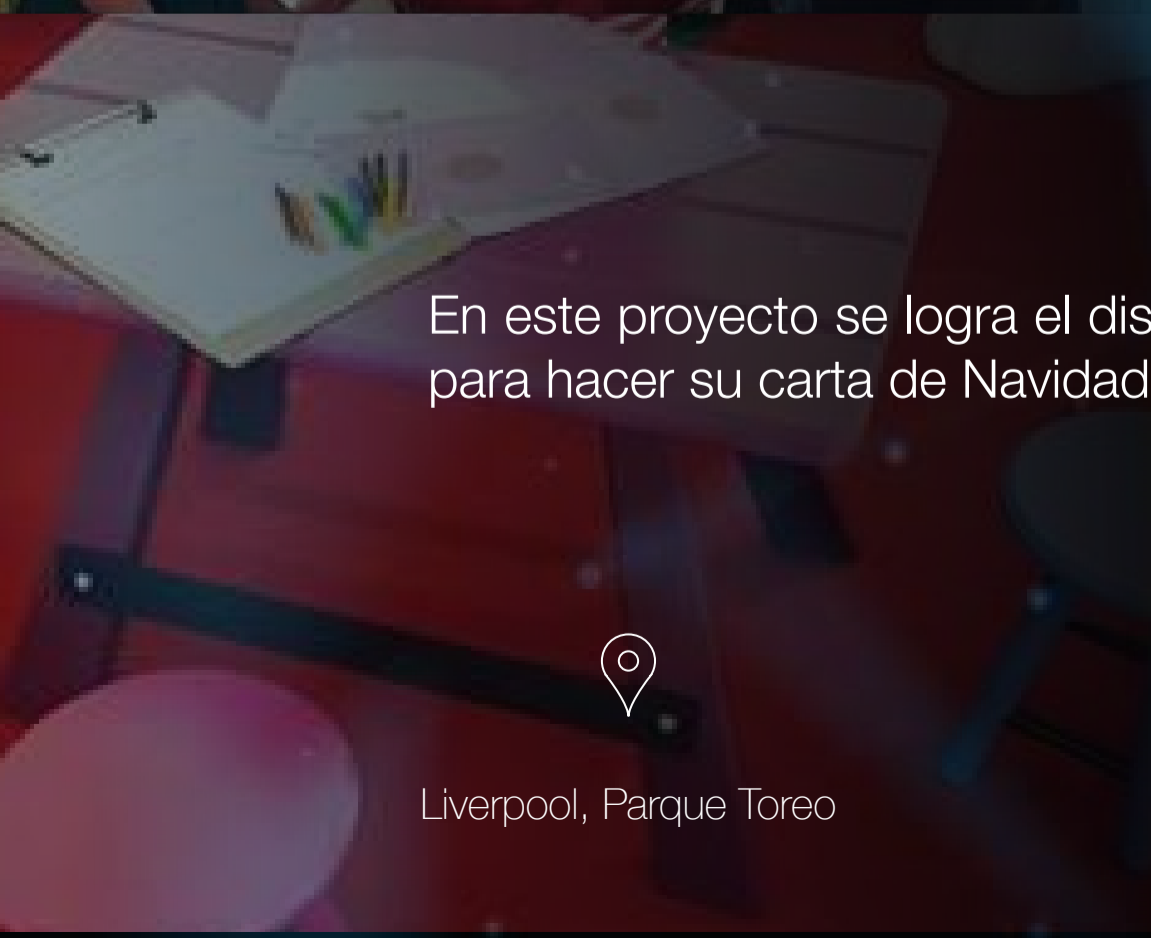 En este proyecto se logra el dis
para hacer su carta de Navidad
Liverpool, Parque Toreo